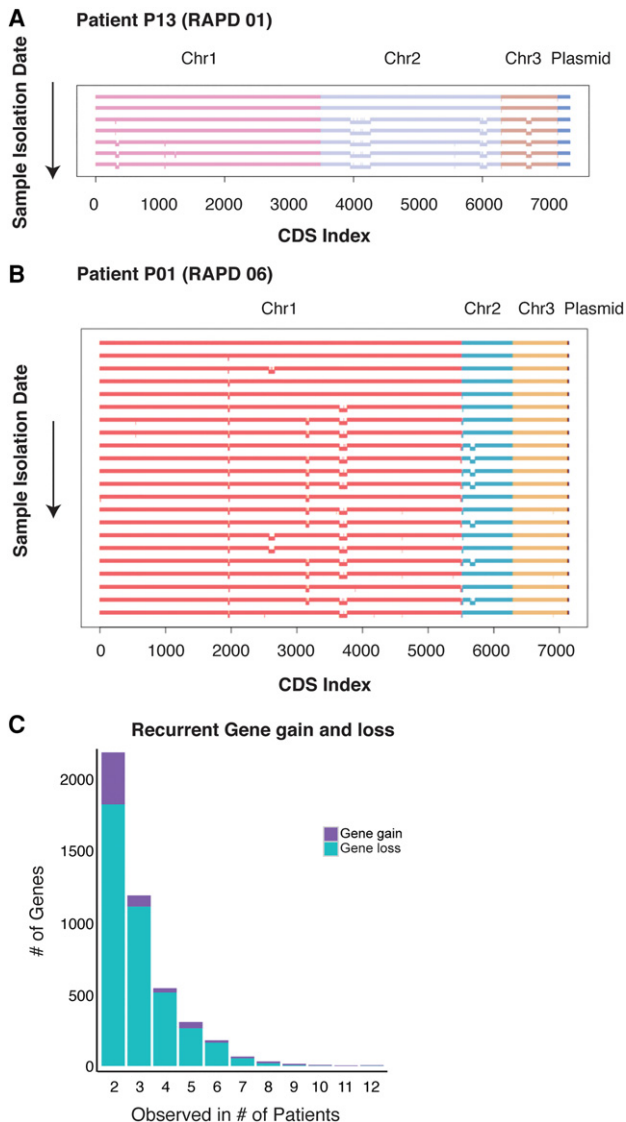 A
Patient P13 (RAPD 01)
Chr1 Chr2 Chr3 Plasmid
Sample Isolation Date
0 1000 2000 3000 4000 5000 6000 7000
CDS Index
B
Patient P01 (RAPD 06)
Chr1 Chr2 Chr3 Plasmid
Sample Isolation Date
0 1000 2000 3000 4000 5000 6000 7000
CDS Index
C
Recurrent Gene gain and loss
# of Genes
2000
1500
1000
500
0
Gene gain
Gene loss
2 3 4 5 6 7 8 9 10 11 12
Observed in # of Patients